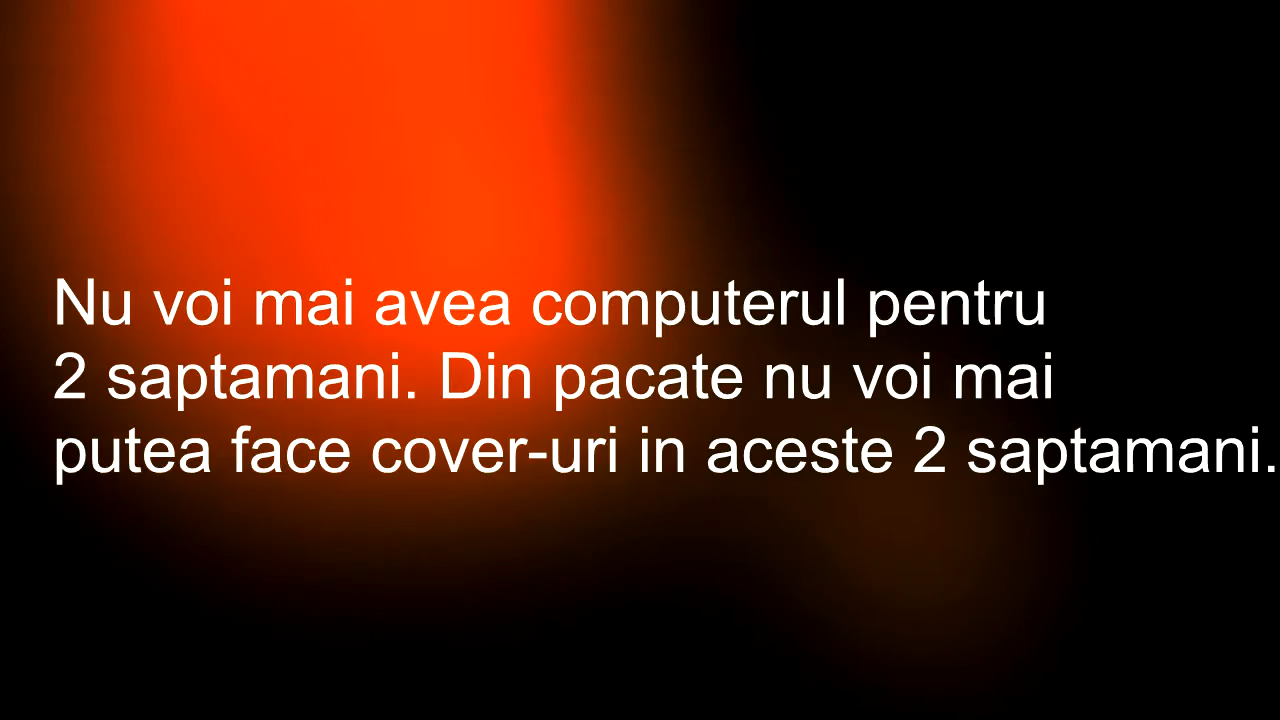 Nu voi mai avea computerul pentru
2 saptamani. Din pacate nu voi mai
putea face cover-uri in aceste 2 saptamani.